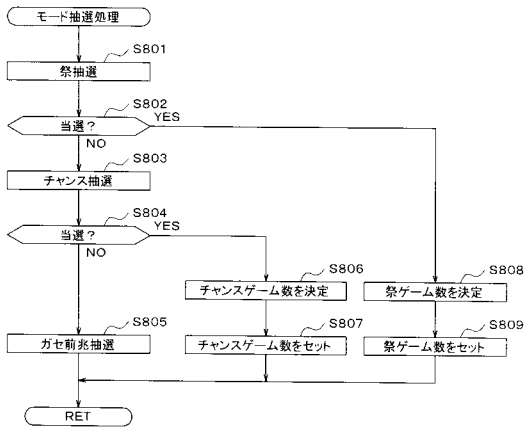 モード抽選処理
S801
祭抽選
S802
当選？
YES
NO
S803
チャンス抽選
S804
当選？
YES
NO
S806
チャンスゲーム数を決定
S808
祭ゲーム数を決定
S805
ガセ前兆抽選
S807
チャンスゲーム数をセット
S809
祭ゲーム数をセット
RET